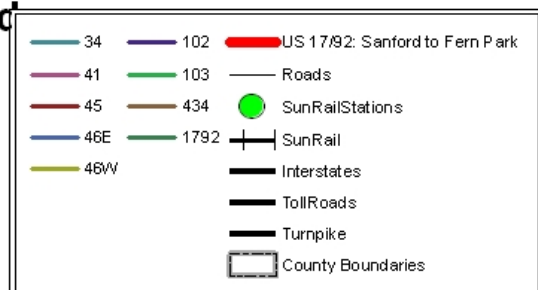 34 102 US 17/92: Sanford to Fern Park
41 103 Roads
45 434 SunRailStations
46E 1792 SunRail
46W Interstates
TollRoads
Turnpike
County Boundaries